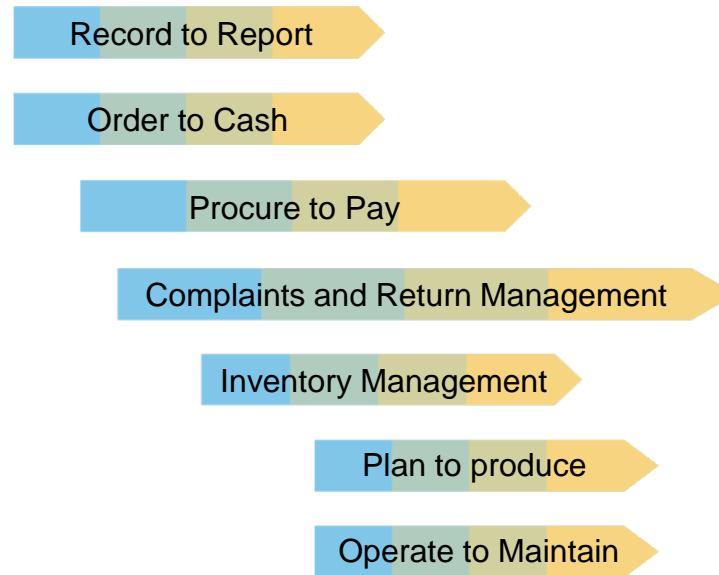 Record to Report
Order to Cash
Procure to Pay
Complaints and Return Management
Inventory Management
Plan to produce
Operate to Maintain